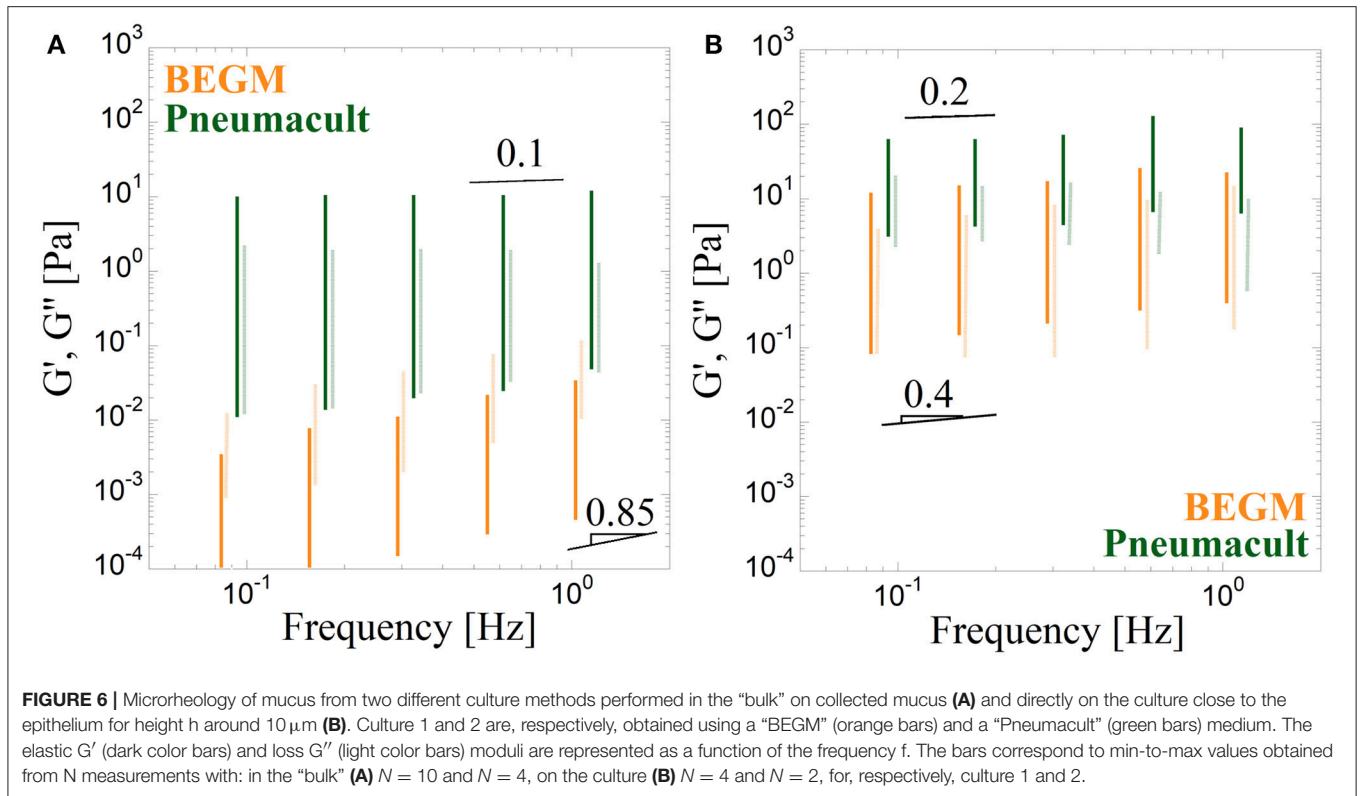 A
10³
10²
10¹
10⁰
10⁻¹
10⁻²
10⁻³
10⁻⁴
G', G'' [Pa]
BEGM
Pneumacult
0.1
0.85
10⁻¹
10⁰
Frequency [Hz]
B
10³
10²
10¹
10⁰
10⁻¹
10⁻²
10⁻³
10⁻⁴
G', G'' [Pa]
0.2
0.4
BEGM
Pneumacult
10⁻¹
10⁰
Frequency [Hz]
FIGURE 6 | Microrheology of mucus from two different culture methods performed in the “bulk” on collected mucus (A) and directly on the culture close to the
epithelium for height h around 10 μm (B). Culture 1 and 2 are, respectively, obtained using a “BEGM” (orange bars) and a “Pneumacult” (green bars) medium. The
elastic G′ (dark color bars) and loss G″ (light color bars) moduli are represented as a function of the frequency f. The bars correspond to min-to-max values obtained
from N measurements with: in the “bulk” (A) N = 10 and N = 4, on the culture (B) N = 4 and N = 2, for, respectively, culture 1 and 2.